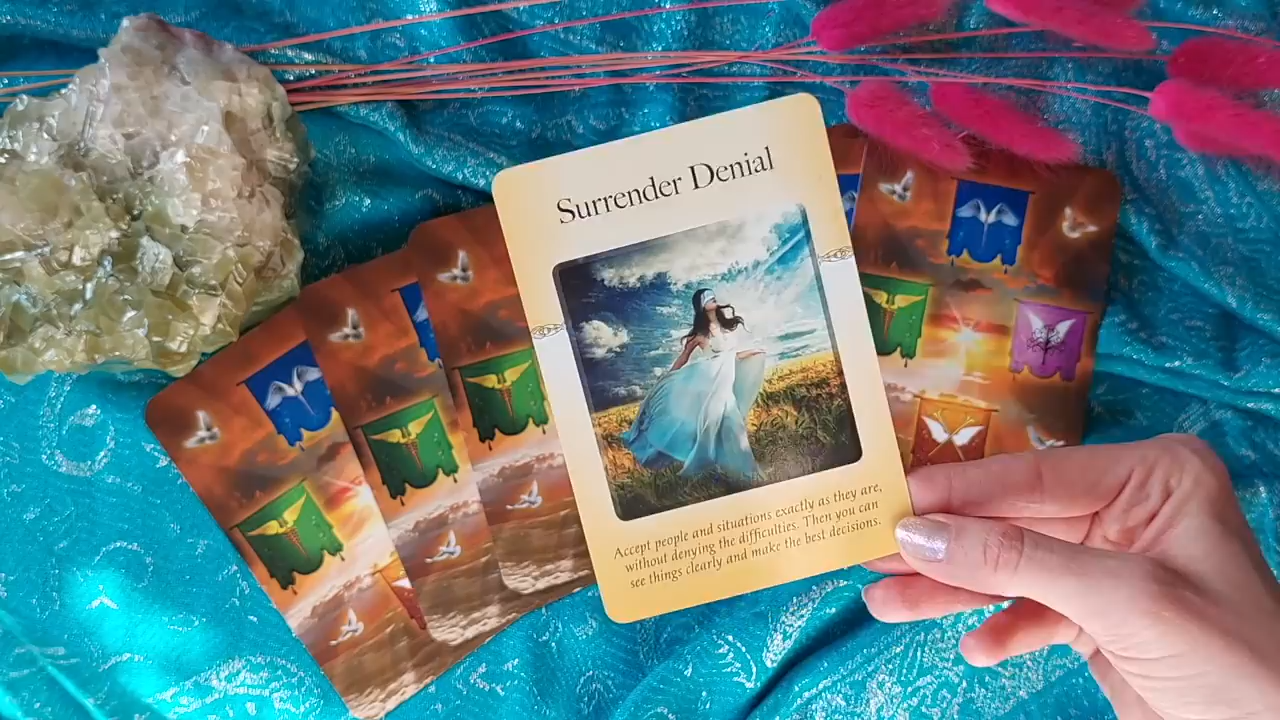 Surrender Denial
Accept people and situations exactly as they are,
without denying the difficulties. Then you can
see things clearly and make the best decisions.